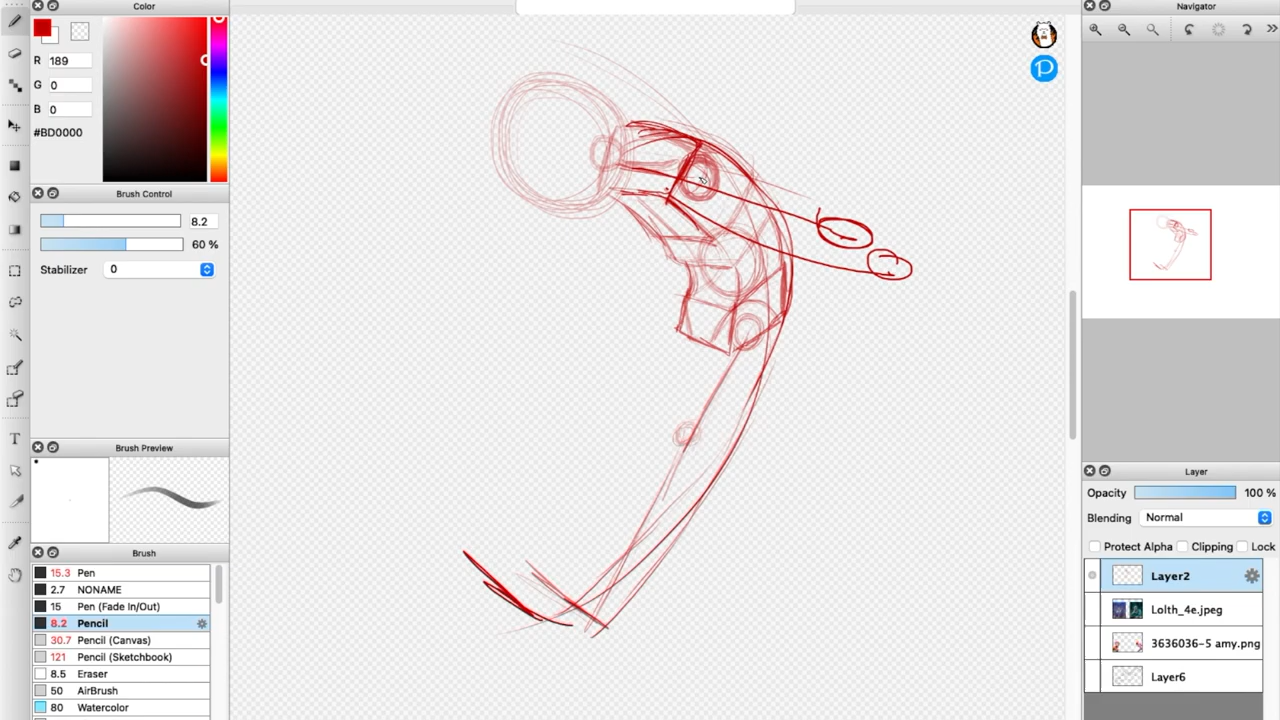 Color
R 189
G 0
B 0
#BD0000
Brush Control
8.2
60 %
Stabilizer 0
Brush Preview
Brush
15.3 Pen
2.7 NONAME
15 Pen (Fade In/Out)
8.2 Pencil
30.7 Pencil (Canvas)
121 Pencil (Sketchbook)
8.5 Eraser
50 AirBrush
80 Watercolor
T
P
Navigator
Layer
Opacity 100 %
Blending Normal
Protect Alpha Clipping Lock
Layer2
Lolth_4e.jpeg
3636036-5 amy.png
Layer6